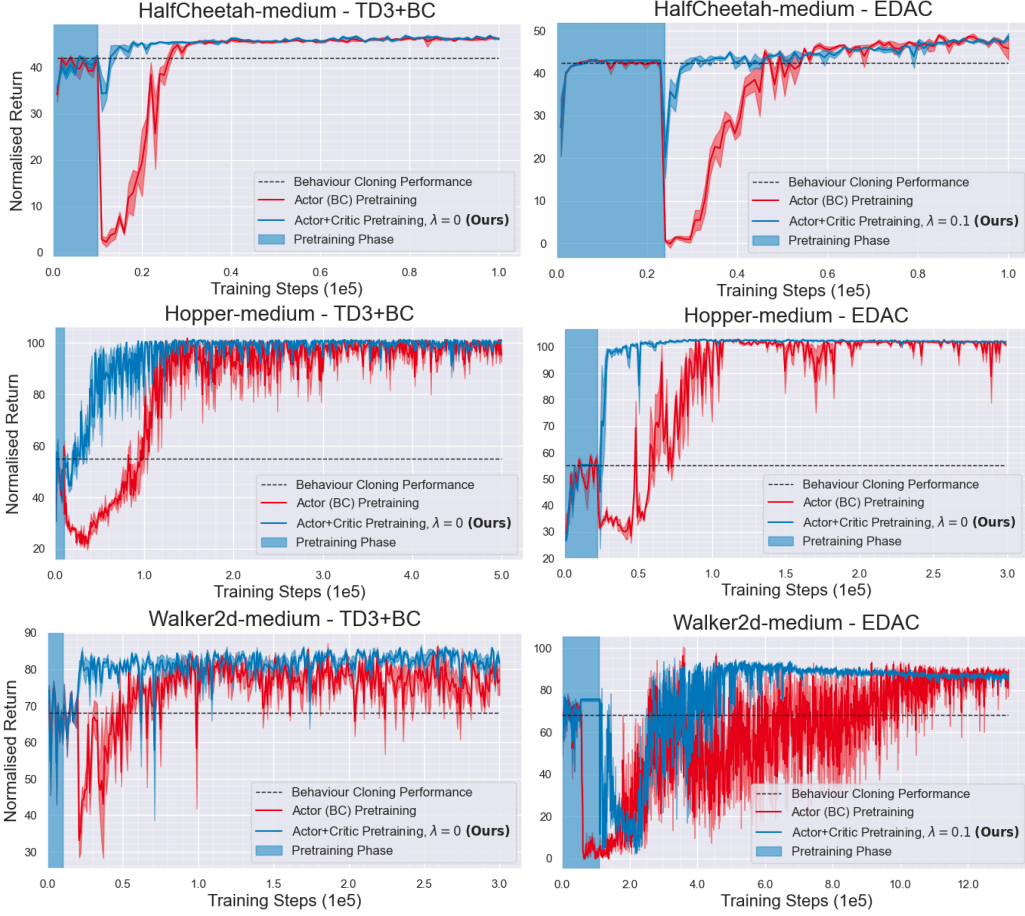 HalfCheetah-medium - TD3+BC
Normalised Return
40
30
20
10
0
Behaviour Cloning Performance
Actor (BC) Pretraining
Actor+Critic Pretraining, λ = 0 (Ours)
Pretraining Phase
0.0 0.2 0.4 0.6 0.8 1.0
Training Steps (1e5)
HalfCheetah-medium - EDAC
50
40
30
20
10
0
Behaviour Cloning Performance
Actor (BC) Pretraining
Actor+Critic Pretraining, λ = 0.1 (Ours)
Pretraining Phase
0.0 0.2 0.4 0.6 0.8 1.0
Training Steps (1e5)
Hopper-medium - TD3+BC
Normalised Return
100
80
60
40
20
Behaviour Cloning Performance
Actor (BC) Pretraining
Actor+Critic Pretraining, λ = 0 (Ours)
Pretraining Phase
0.0 1.0 2.0 3.0 4.0 5.0
Training Steps (1e5)
Hopper-medium - EDAC
100
90
80
70
60
50
40
30
20
Behaviour Cloning Performance
Actor (BC) Pretraining
Actor+Critic Pretraining, λ = 0 (Ours)
Pretraining Phase
0.0 0.5 1.0 1.5 2.0 2.5 3.0
Training Steps (1e5)
Walker2d-medium - TD3+BC
Normalised Return
90
80
70
60
50
40
30
Behaviour Cloning Performance
Actor (BC) Pretraining
Actor+Critic Pretraining, λ = 0 (Ours)
Pretraining Phase
0.0 0.5 1.0 1.5 2.0 2.5 3.0
Training Steps (1e5)
Walker2d-medium - EDAC
100
80
60
40
20
0
Behaviour Cloning Performance
Actor (BC) Pretraining
Actor+Critic Pretraining, λ = 0.1 (Ours)
Pretraining Phase
0.0 2.0 4.0 6.0 8.0 10.0 12.0
Training Steps (1e5)